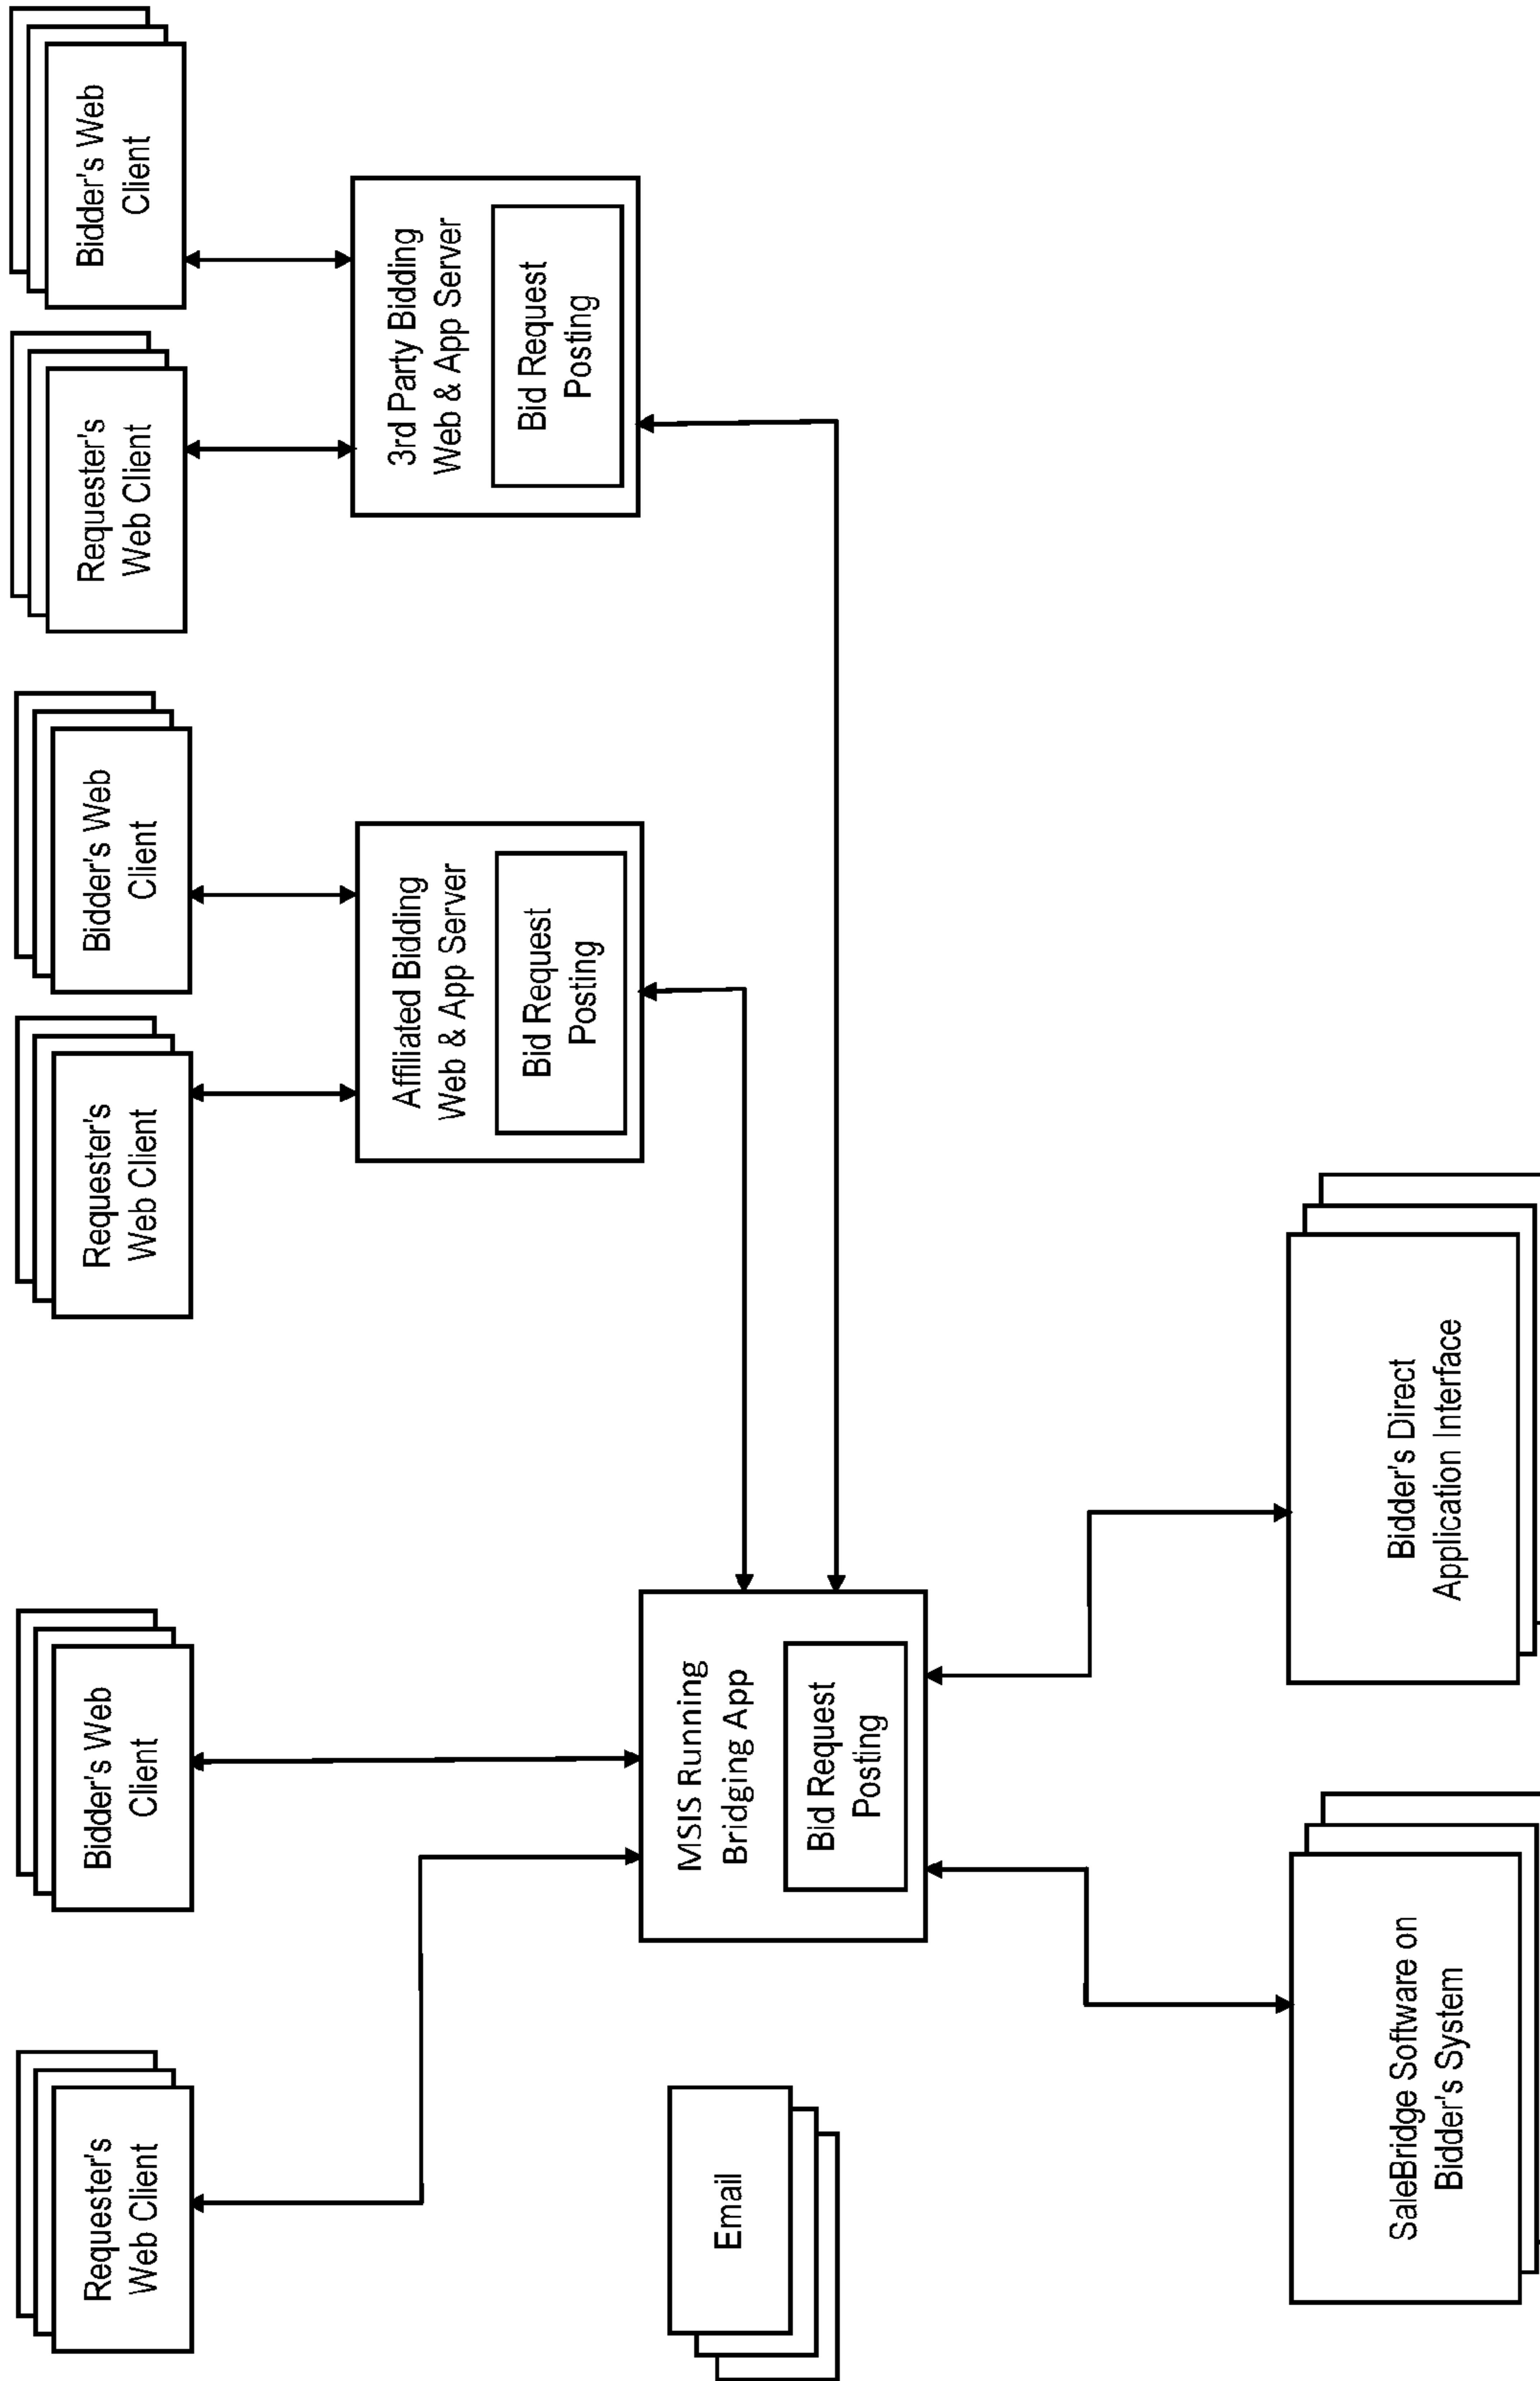 Requester's
Web Client
Bidder's Web
Client
Requester's
Web Client
Bidder's Web
Client
Requester's
Web Client
Bidder's Web
Client
Affiliated Bidding
Web & App Server
Bid Request
Posting
3rd Party Bidding
Web & App Server
Bid Request
Posting
Email
MSIS Running
Bridging App
Bid Request
Posting
SaleBridge Software on
Bidder's System
Bidder's Direct
Application Interface